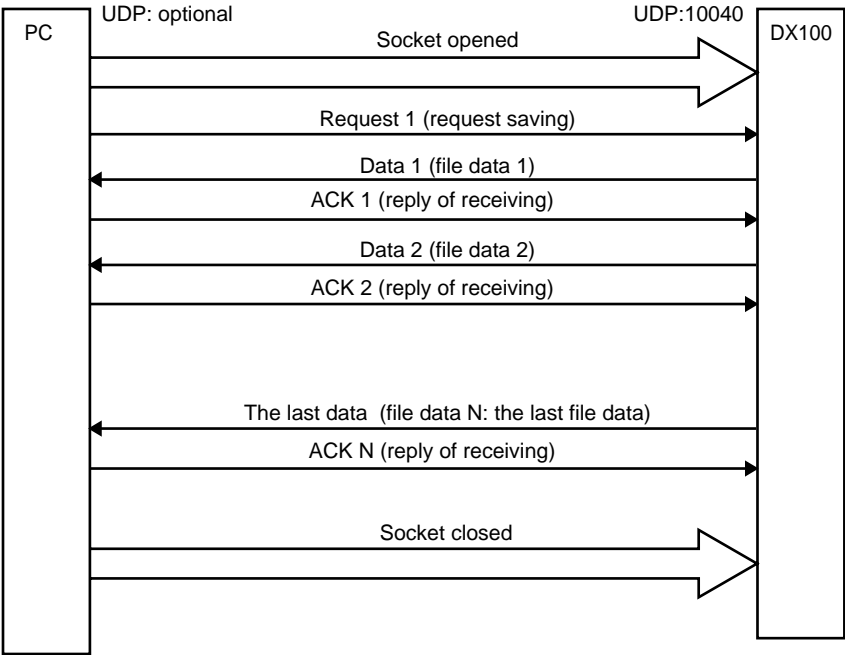 UDP: optional
UDP:10040
PC
DX100
Socket opened
Request 1 (request saving)
Data 1 (file data 1)
ACK 1 (reply of receiving)
Data 2 (file data 2)
ACK 2 (reply of receiving)
The last data (file data N: the last file data)
ACK N (reply of receiving)
Socket closed